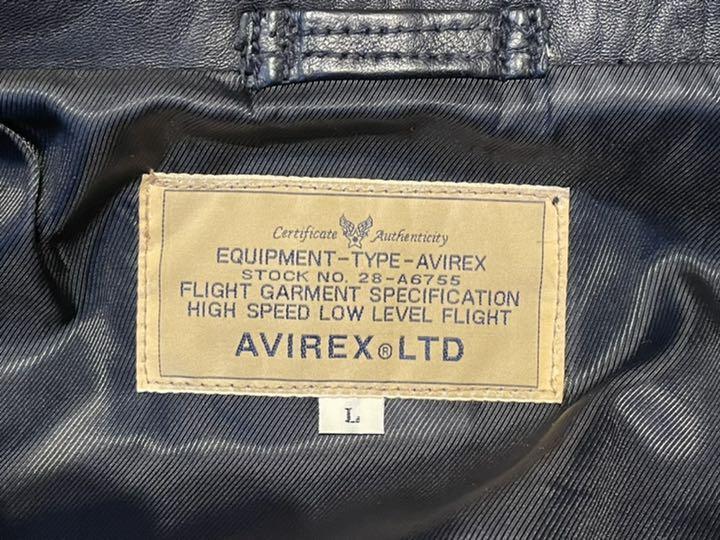 Certificate Authenticity
EQUIPMENT-TYPE-AVIREX
STOCK NO. 28-A6755
FLIGHT GARMENT SPECIFICATION
HIGH SPEED LOW LEVEL FLIGHT
AVIREX® LTD
L